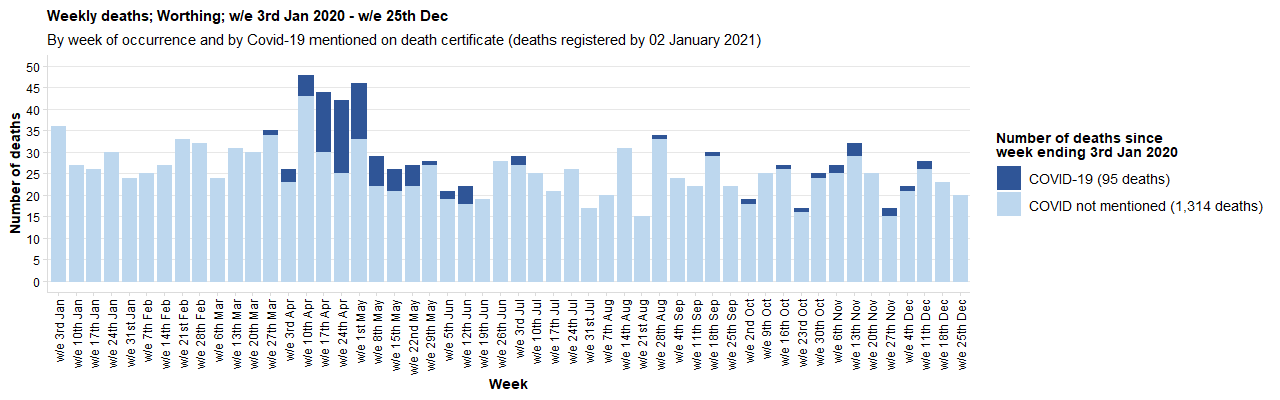 Weekly deaths; Worthing; w/e 3rd Jan 2020 - w/e 25th Dec
By week of occurrence and by Covid-19 mentioned on death certificate (deaths registered by 02 January 2021)
Number of deaths
50
45
40
35
30
25
20
15
10
5
0
w/e 3rd Jan
w/e 10th Jan
w/e 17th Jan
w/e 24th Jan
w/e 31st Jan
w/e 7th Feb
w/e 14th Feb
w/e 21st Feb
w/e 28th Feb
w/e 6th Mar
w/e 13th Mar
w/e 20th Mar
w/e 27th Mar
w/e 3rd Apr
w/e 10th Apr
w/e 17th Apr
w/e 24th Apr
w/e 1st May
w/e 8th May
w/e 15th May
w/e 22nd May
w/e 29th May
w/e 5th Jun
w/e 12th Jun
w/e 19th Jun
w/e 26th Jun
w/e 3rd Jul
w/e 10th Jul
w/e 17th Jul
w/e 24th Jul
w/e 31st Jul
w/e 7th Aug
w/e 14th Aug
w/e 21st Aug
w/e 28th Aug
w/e 4th Sep
w/e 11th Sep
w/e 18th Sep
w/e 25th Sep
w/e 2nd Oct
w/e 9th Oct
w/e 16th Oct
w/e 23rd Oct
w/e 30th Oct
w/e 6th Nov
w/e 13th Nov
w/e 20th Nov
w/e 27th Nov
w/e 4th Dec
w/e 11th Dec
w/e 18th Dec
w/e 25th Dec
Week
Number of deaths since
week ending 3rd Jan 2020
COVID-19 (95 deaths)
COVID not mentioned (1,314 deaths)